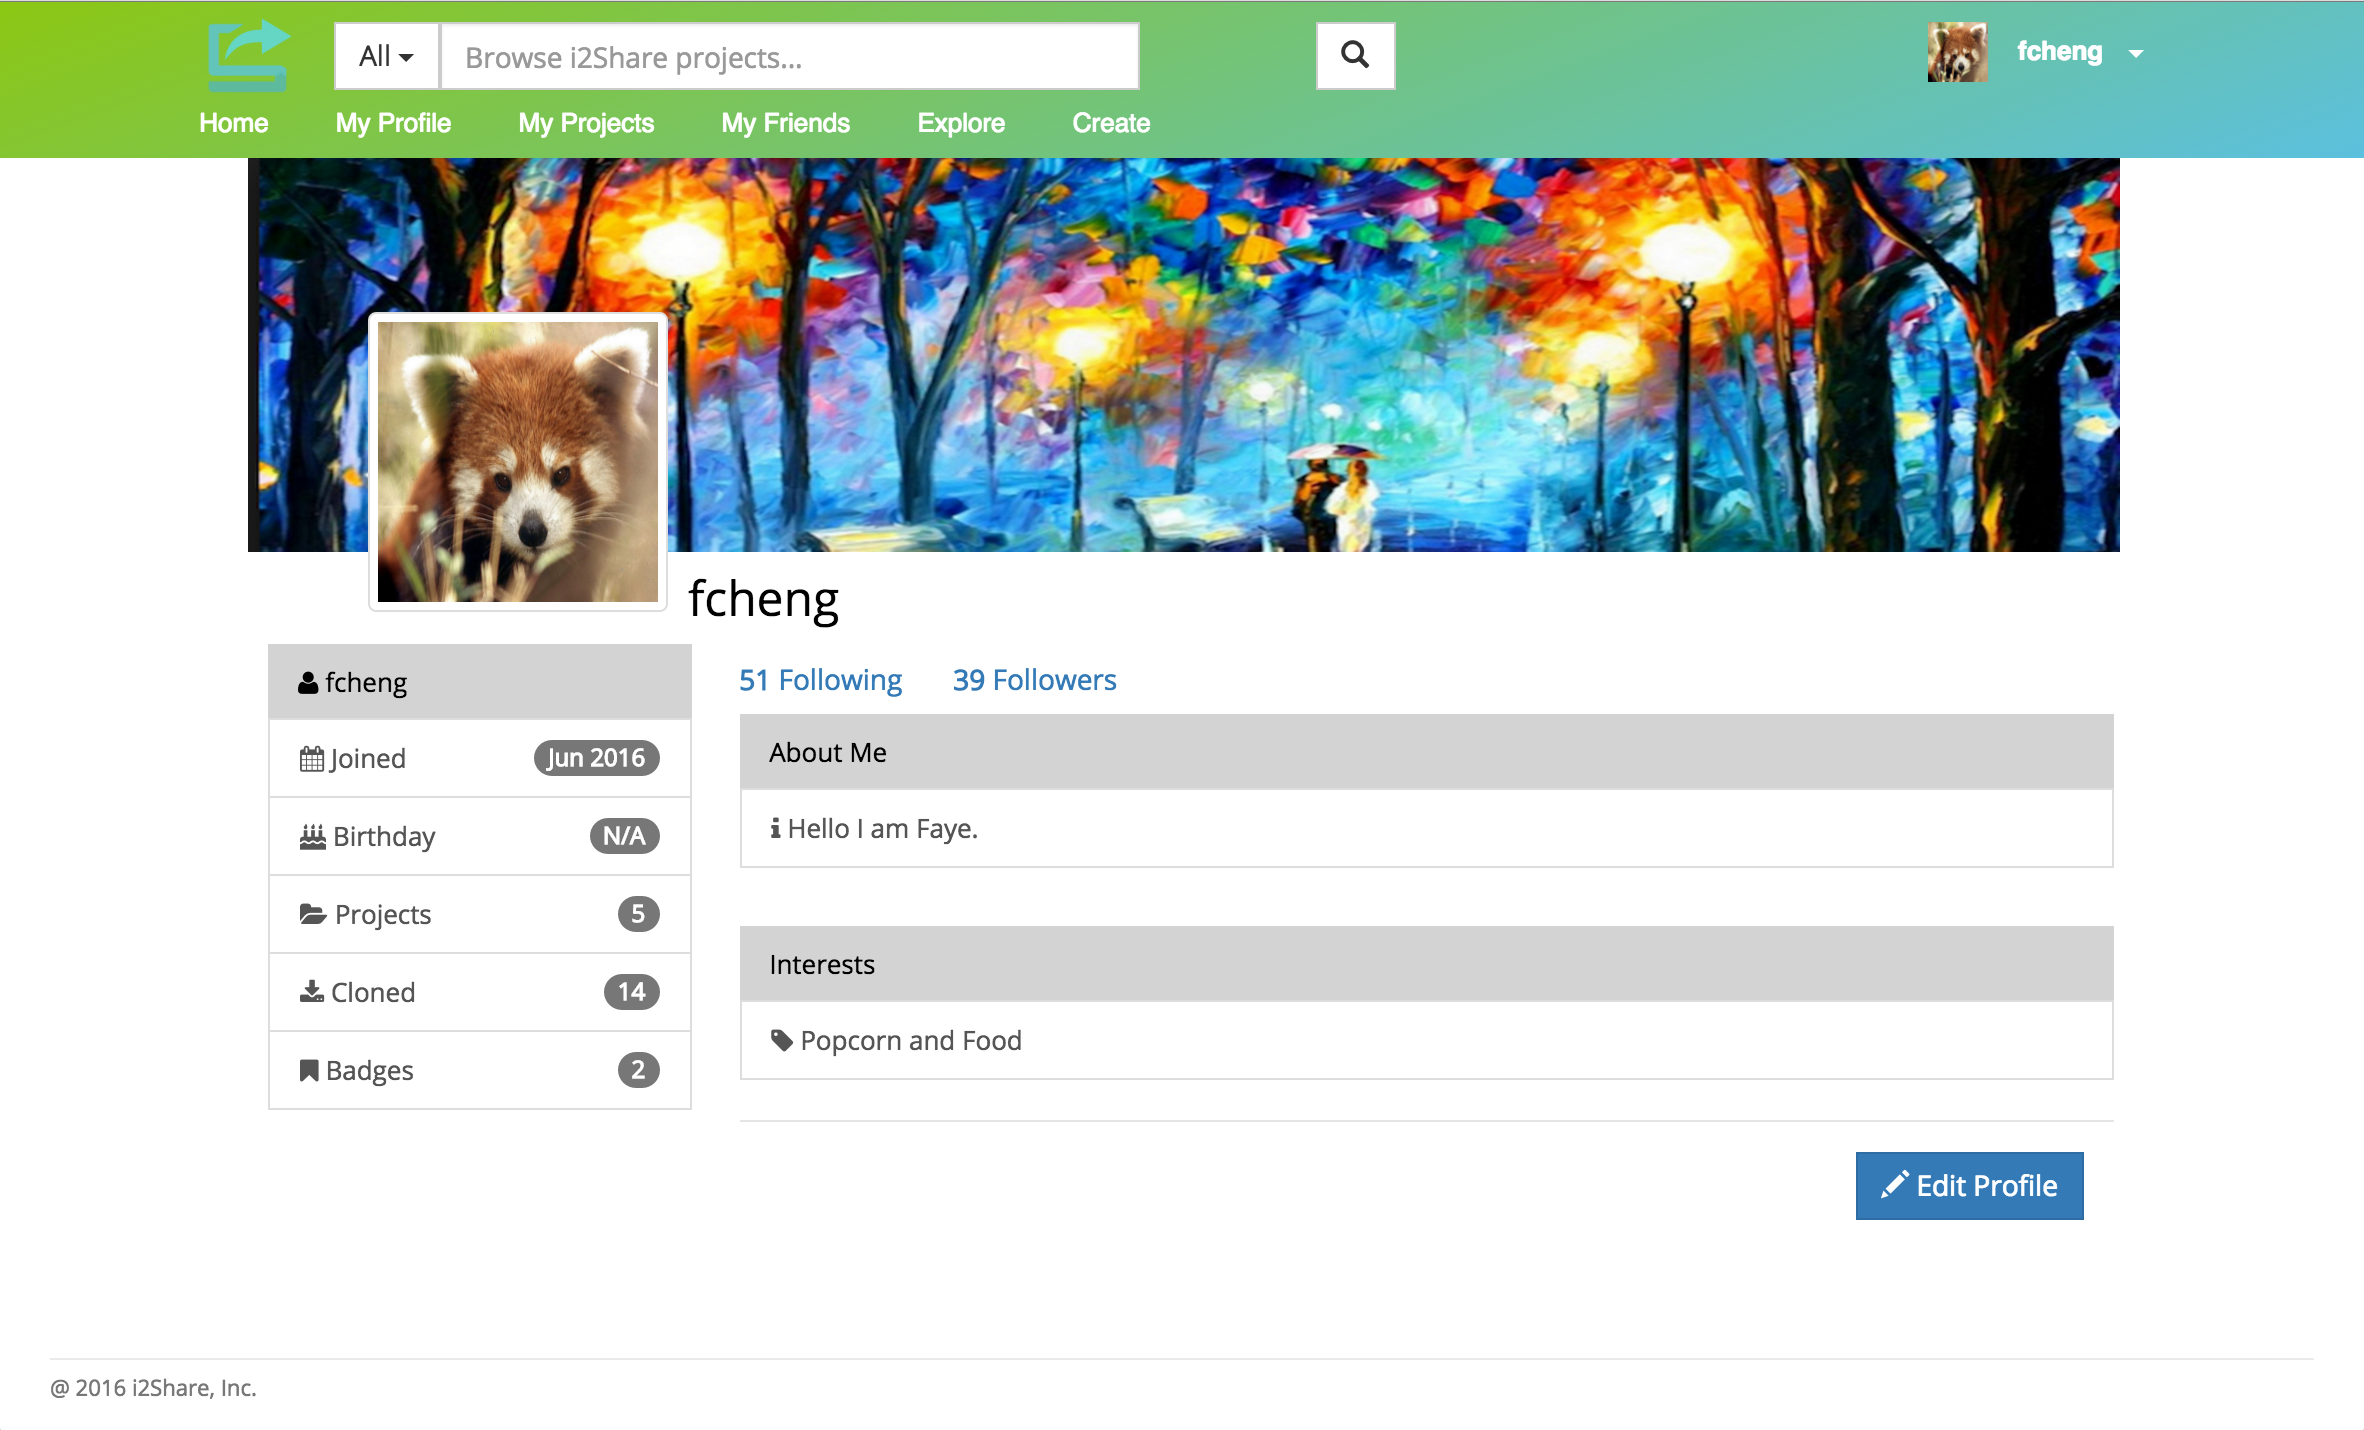 All
Browse i2Share projects...
fcheng
Home My Profile My Projects My Friends Explore Create
fcheng
fcheng
Joined Jun 2016
Birthday N/A
Projects 5
Cloned 14
Badges 2
51 Following 39 Followers
About Me
Hello I am Faye.
Interests
Popcorn and Food
Edit Profile
@ 2016 i2Share, Inc.